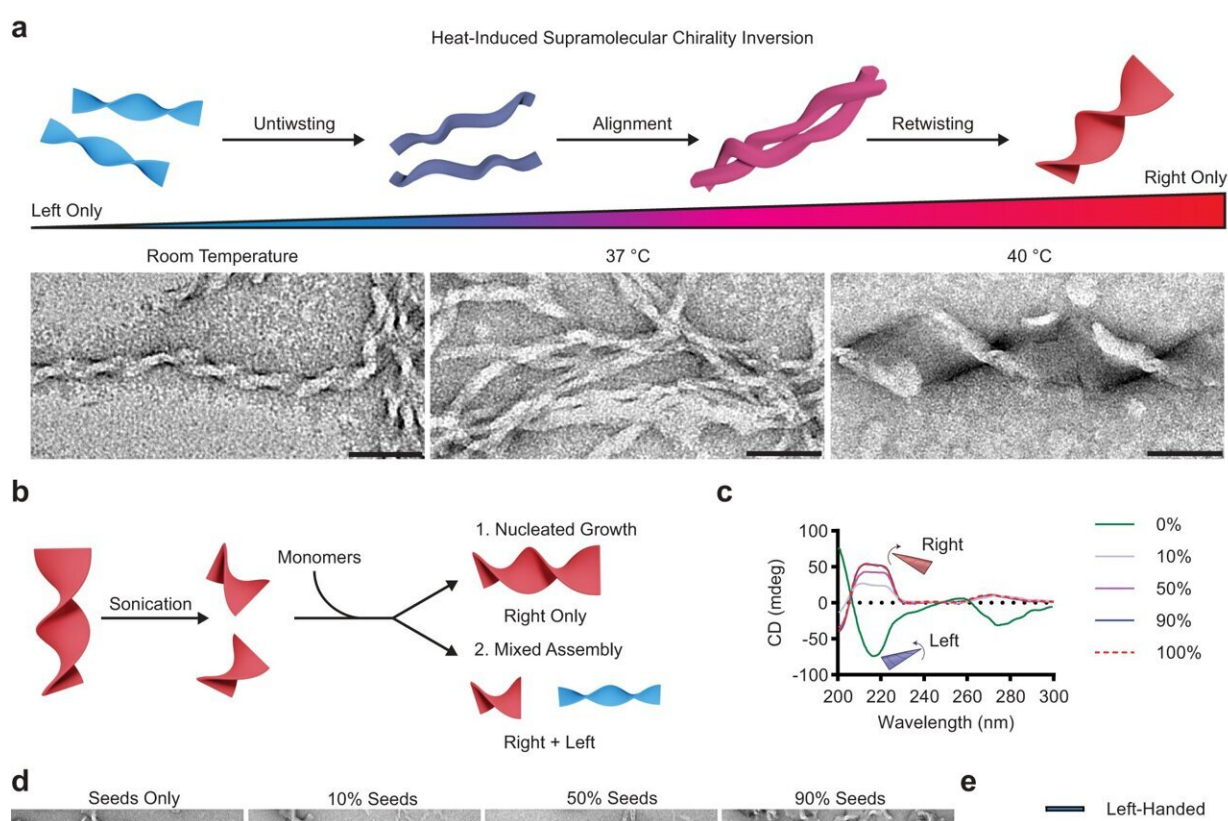 a
Heat-Induced Supramolecular Chirality Inversion
Untiwsting
Alignment
Retwisting
Left Only
Right Only
Room Temperature
37 °C
40 °C
b
Sonication
Monomers
1. Nucleated Growth
Right Only
2. Mixed Assembly
Right + Left
c
CD (mdeg)
100
50
0
-50
-100
200 220 240 260 280 300
Wavelength (nm)
Right
Left
0%
10%
50%
90%
100%
d
Seeds Only
10% Seeds
50% Seeds
90% Seeds
e
Left-Handed